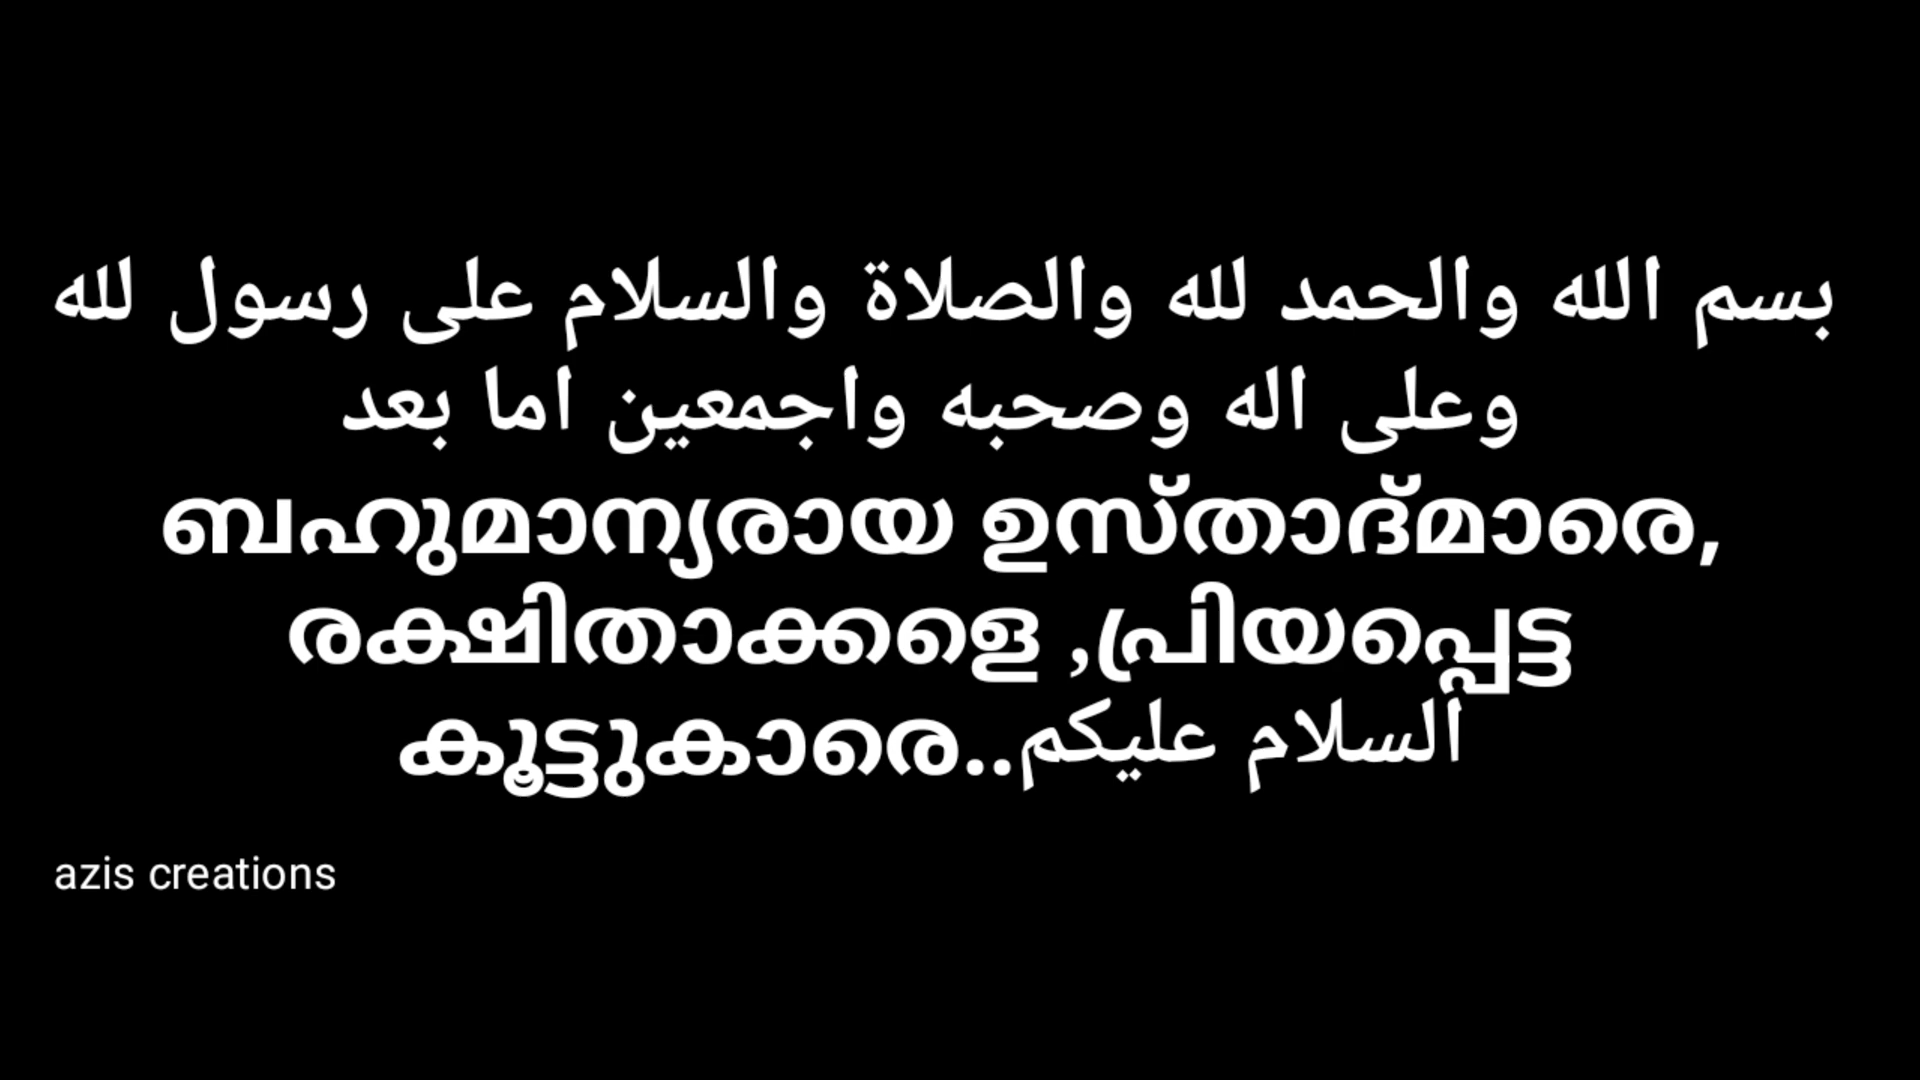 بسم الله والحمد لله والصلاة والسلام على رسول لله
وعلى اله وصحبه واجمعين اما بعد
ബഹുമാന്യരായ ഉസ്താദ്മാരെ,
രക്ഷിതാക്കളെ ,പ്രിയപ്പെട്ട
കൂട്ടുകാരെ..السلام عليكم
azis creations